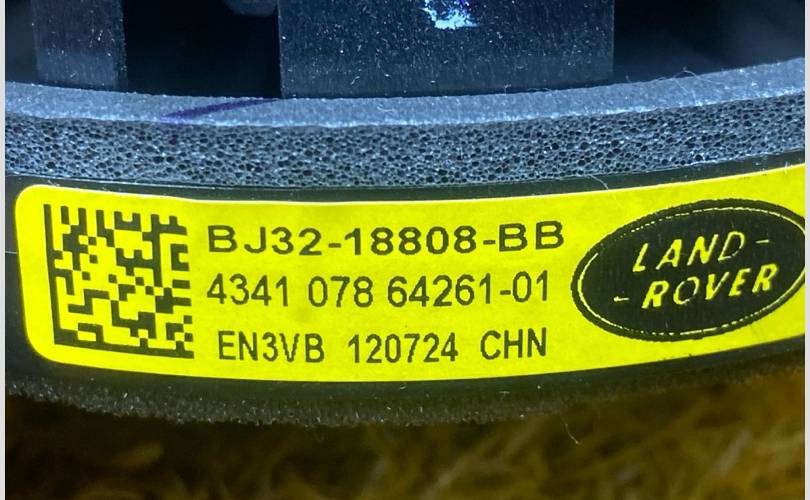 BJ32-18808-BB
4341 078 64261-01
EN3VB 120724 CHN
LAND-
-ROVER